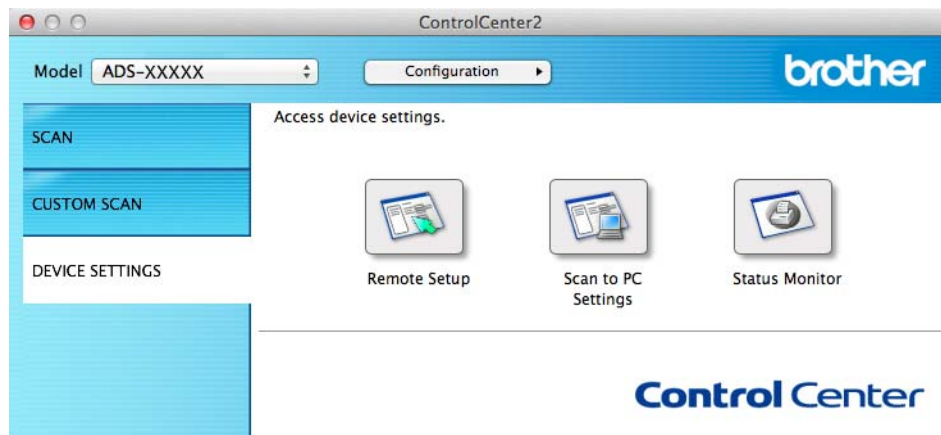 ControlCenter2
Model ADS-XXXXX Configuration
brother
SCAN
CUSTOM SCAN
DEVICE SETTINGS
Access device settings.
Remote Setup
Scan to PC
Settings
Status Monitor
Control Center